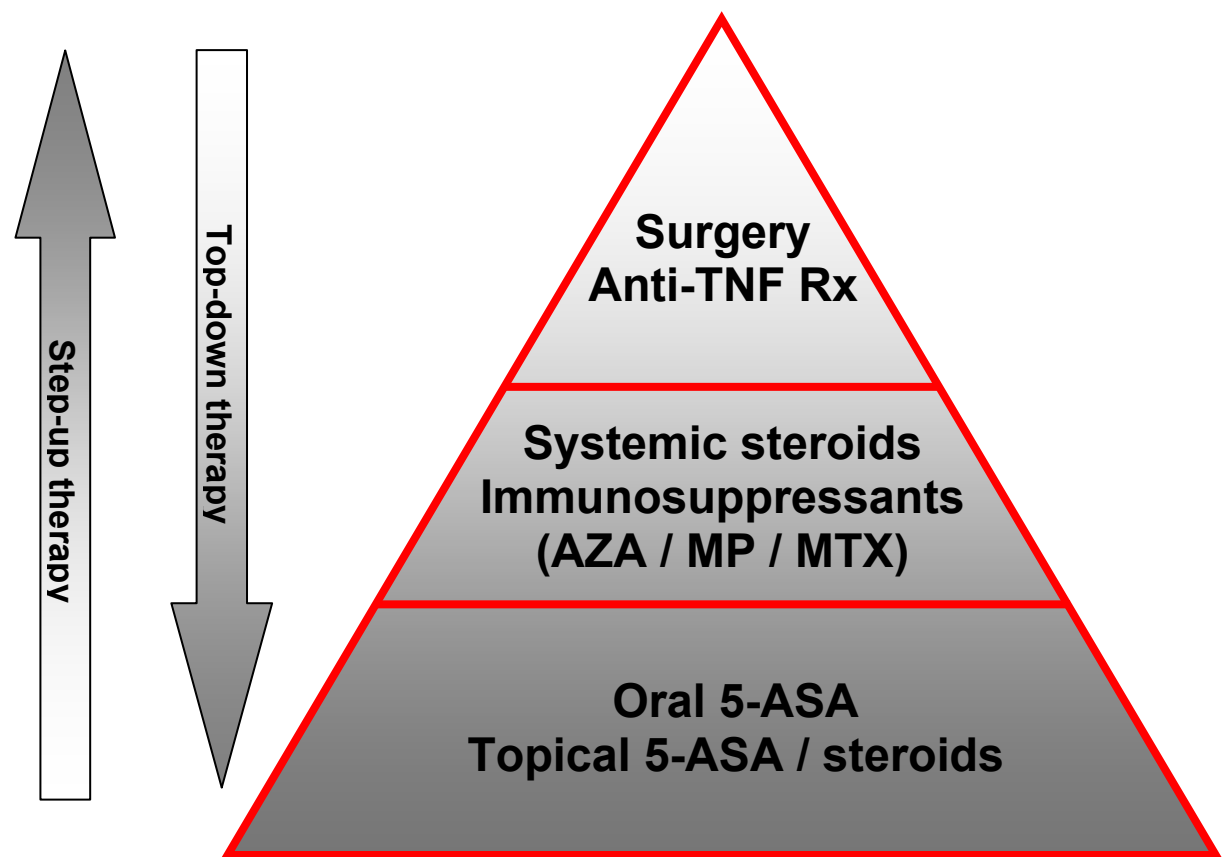 Step-up therapy
Top-down therapy
Surgery
Anti-TNF Rx
Systemic steroids
Immunosuppressants
(AZA / MP / MTX)
Oral 5-ASA
Topical 5-ASA / steroids